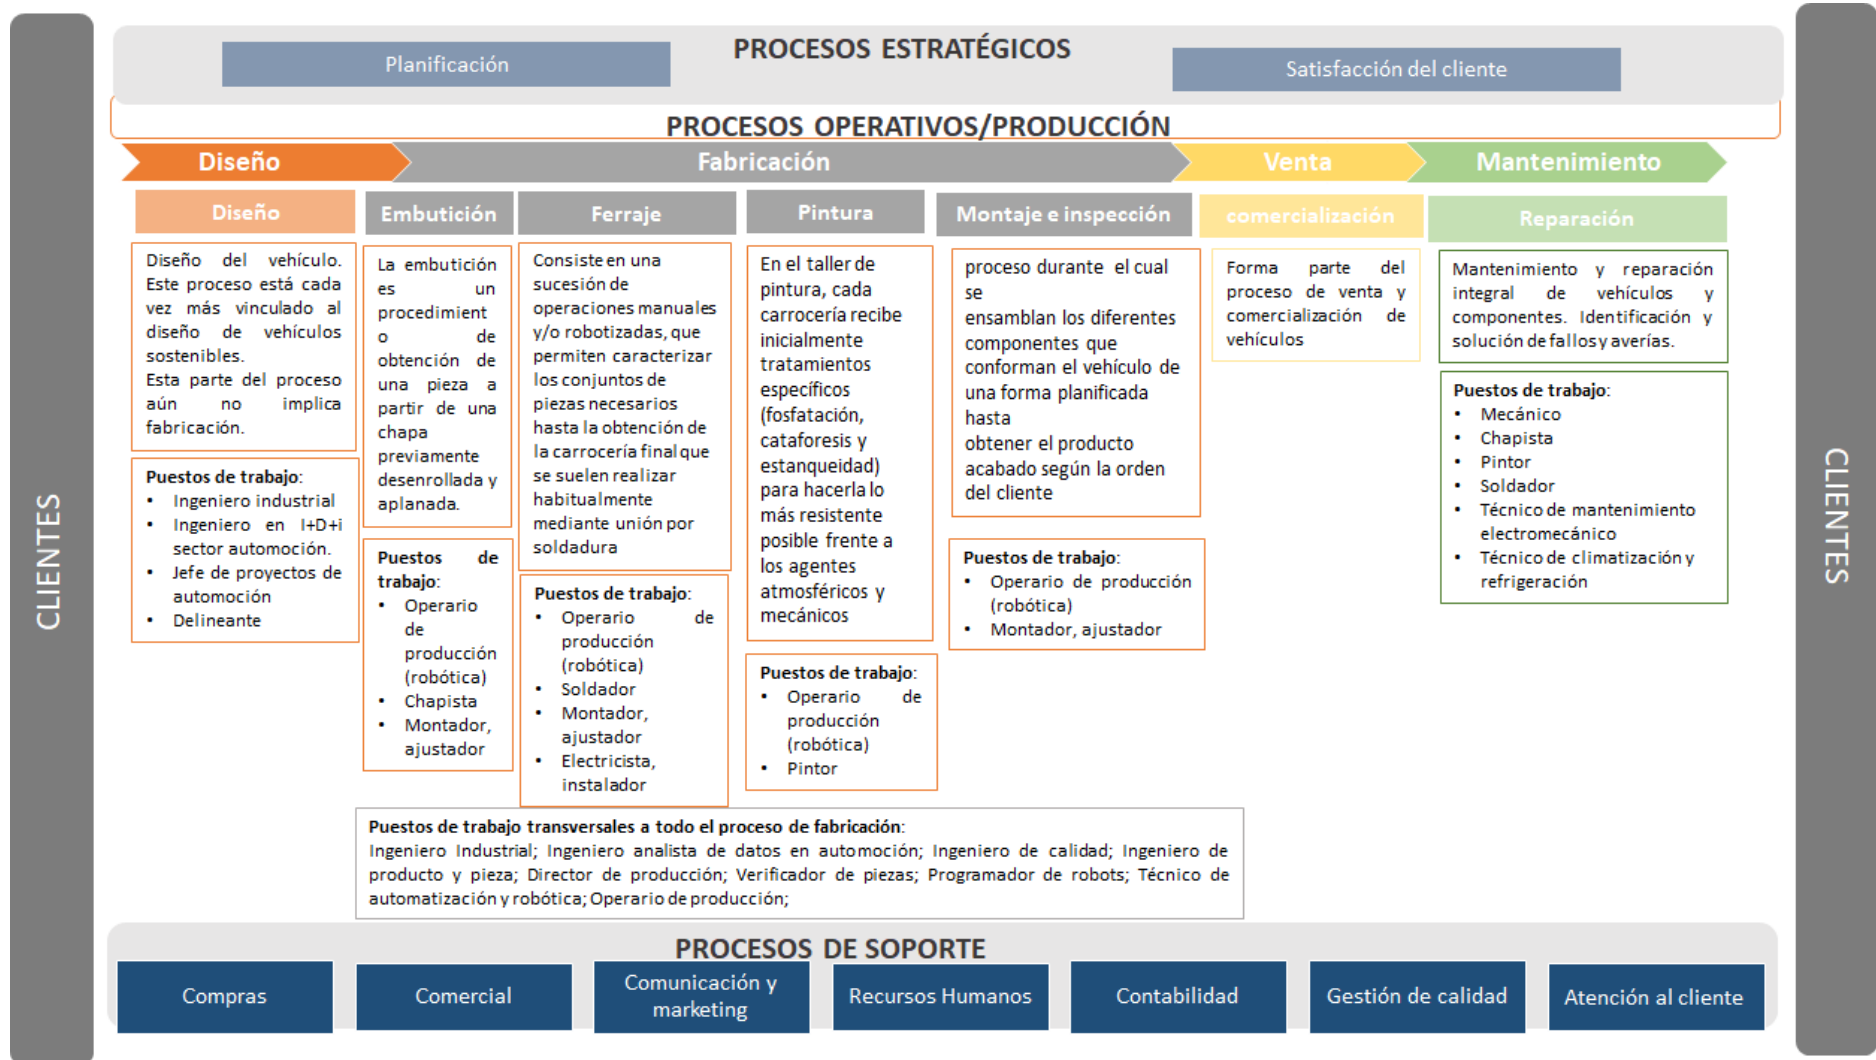 CLIENTES
PROCESOS ESTRATÉGICOS
Planificación
Satisfacción del cliente
PROCESOS OPERATIVOS/PRODUCCIÓN
Diseño
Fabricación
Venta
Mantenimiento
Diseño
Diseño del vehículo.
Este proceso está cada
vez más vinculado al
diseño de vehículos
sostenibles.
Esta parte del proceso
aún no implica
fabricación.
Puestos de trabajo:
• Ingeniero industrial
• Ingeniero en I+D+i
sector automoción.
• Jefe de proyectos de
automoción
• Delineante
Embutición
La embutición
es un
procedimient
o de
obtención de
una pieza a
partir de una
chapa
previamente
desenrollada y
aplanada.
Puestos de
trabajo:
• Operario
de
producción
(robótica)
• Chapista
• Montador,
ajustador
Ferraje
Consiste en una
sucesión de
operaciones manuales
y/o robotizadas, que
permiten caracterizar
los conjuntos de
piezas necesarios
hasta la obtención de
la carrocería final que
se suelen realizar
habitualmente
mediante unión por
soldadura
Puestos de trabajo:
• Operario de
producción
(robótica)
• Soldador
• Montador,
ajustador
• Electricista,
instalador
Pintura
En el taller de
pintura, cada
carrocería recibe
inicialmente
tratamientos
específicos
(fosfatación,
cataforesis y
estanqueidad)
para hacerla lo
más resistente
posible frente a
los agentes
atmosféricos y
mecánicos
Puestos de trabajo:
• Operario de
producción
(robótica)
• Pintor
Montaje e inspección
proceso durante el cual
se
ensamblan los diferentes
componentes que
conforman el vehículo de
una forma planificada
hasta
obtener el producto
acabado según la orden
del cliente
Puestos de trabajo:
• Operario de producción
(robótica)
• Montador, ajustador
comercialización
Forma parte del
proceso de venta y
comercialización de
vehículos
Reparación
Mantenimiento y reparación
integral de vehículos y
componentes. Identificación y
solución de fallos y averías.
Puestos de trabajo:
• Mecánico
• Chapista
• Pintor
• Soldador
• Técnico de mantenimiento
electromecánico
• Técnico de climatización y
refrigeración
Puestos de trabajo transversales a todo el proceso de fabricación:
Ingeniero Industrial; Ingeniero analista de datos en automoción; Ingeniero de calidad; Ingeniero de
producto y pieza; Director de producción; Verificador de piezas; Programador de robots; Técnico de
automatización y robótica; Operario de producción;
PROCESOS DE SOPORTE
Compras
Comercial
Comunicación y
marketing
Recursos Humanos
Contabilidad
Gestión de calidad
Atención al cliente
CLIENTES